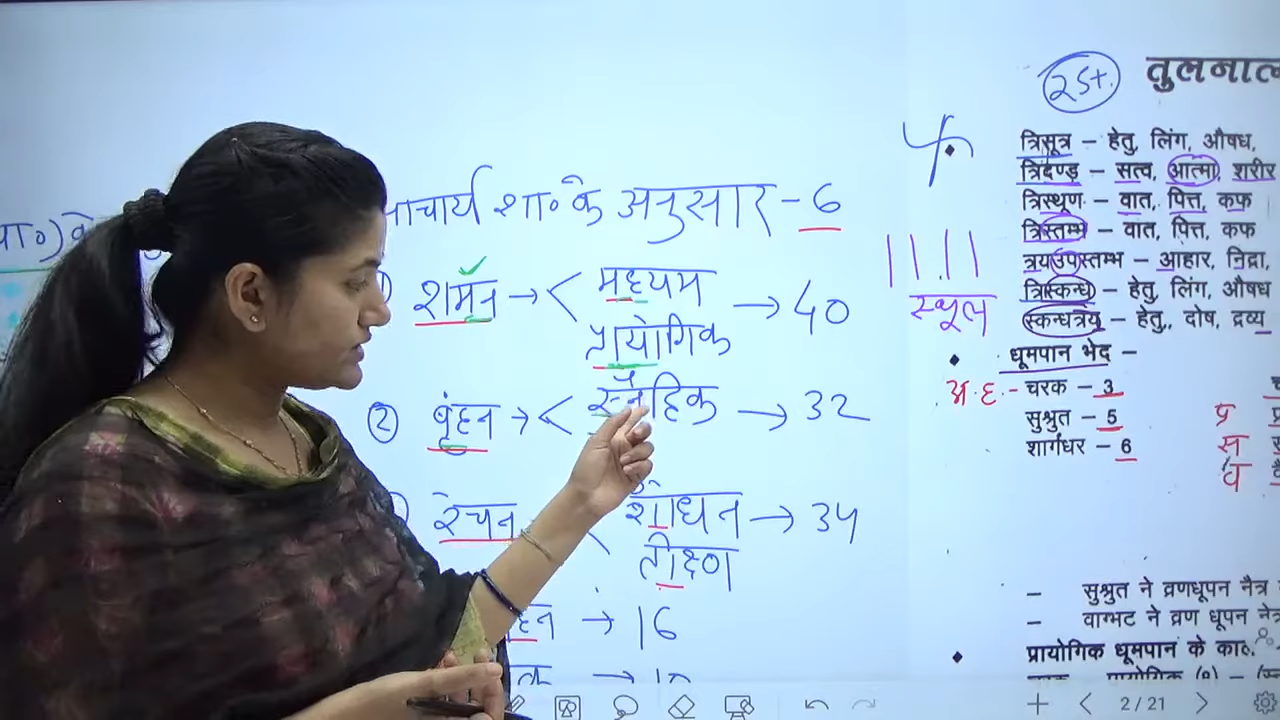 ाचार्य शा० के अनुसार - 6
शमन → < मध्यम
प्रायोगिक → 40
② बृंहन → < स्नैहिक → 32
रेचन < शोधन
तीक्ष्ण → 34
हन → 16
25+
त्रिसूत्र – हेतु, लिंग, औषध,
त्रिदण्ड – सत्व, आत्मा, शरीर
त्रिस्थूण – वात, पित्त, कफ
त्रिस्तम्भ – वात, पित्त, कफ
त्रयउपस्तम्भ – आहार, निद्रा,
त्रिस्कन्ध – हेतु, लिंग, औषध
स्कन्धत्रय – हेतु,, दोष, द्रव्य
स्थूल
• धूमपान भेद –
अ. ह. - चरक – 3
सुश्रुत – 5
शार्गधर – 6
प्र
स
– सुश्रुत ने व्रणधूपन नैत्र
– वाग्भट ने व्रण धूपन नेत्र
• प्रायोगिक धूमपान के
2/21